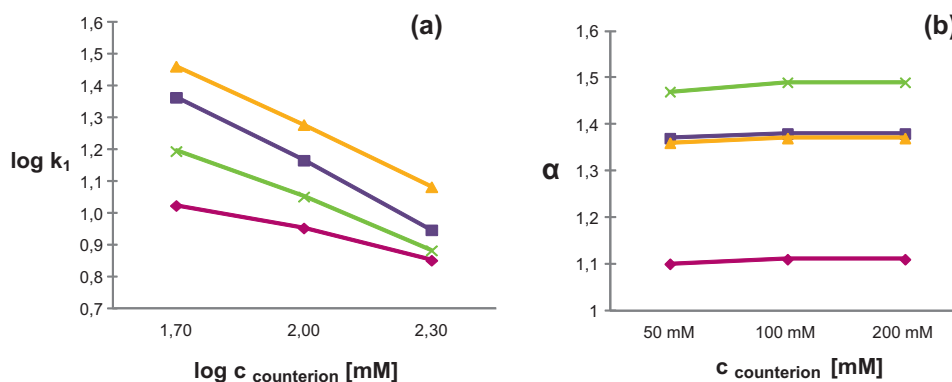 (a)
1,6
1,5
1,4
1,3
1,2
1,1
1,0
0,9
0,8
0,7
log k1
1,70 2,00 2,30
log c counterion [mM]
(b)
1,6
1,5
1,4
1,3
1,2
1,1
1
α
50 mM 100 mM 200 mM
c counterion [mM]